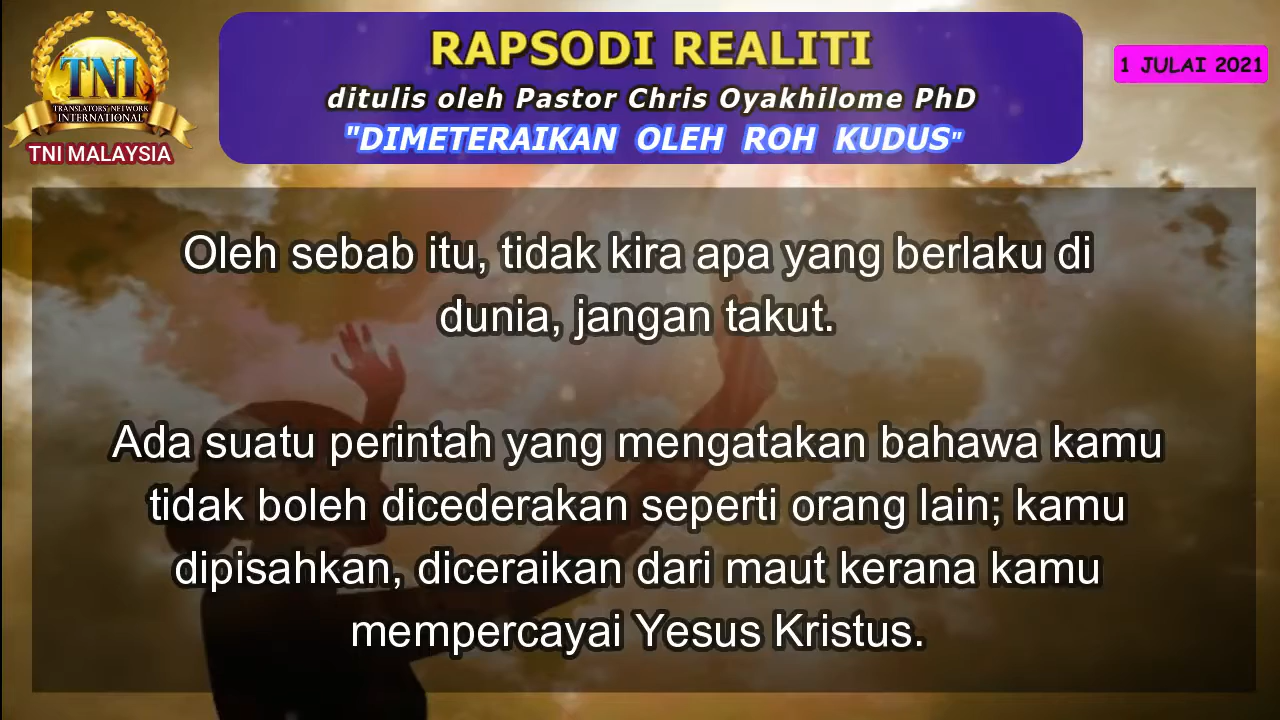 TNI
TRANSLATORS' NETWORK
INTERNATIONAL
TNI MALAYSIA
RAPSODI REALITI
ditulis oleh Pastor Chris Oyakhilome PhD
"DIMETERAIKAN OLEH ROH KUDUS"
1 JULAI 2021
Oleh sebab itu, tidak kira apa yang berlaku di
dunia, jangan takut.
Ada suatu perintah yang mengatakan bahawa kamu
tidak boleh dicederakan seperti orang lain; kamu
dipisahkan, diceraikan dari maut kerana kamu
mempercayai Yesus Kristus.